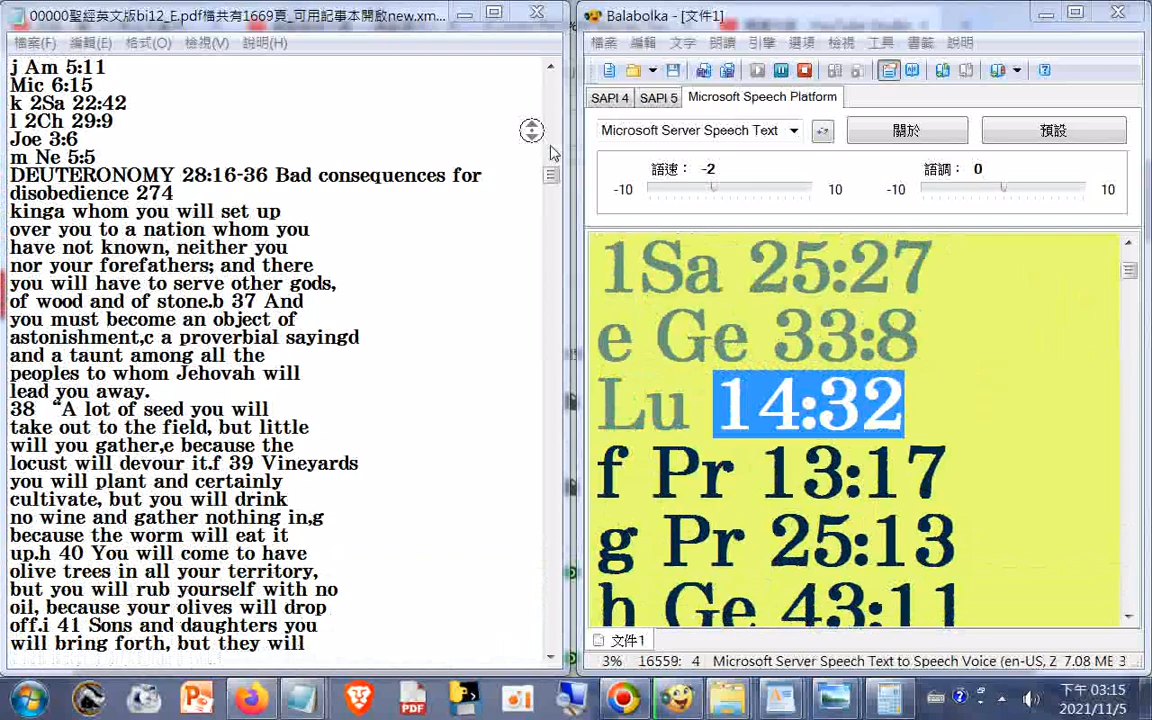 00000聖經英文版bi12_E.pdf檔共有1669頁_可用記事本開啟new.xm...
檔案(F) 編輯(E) 格式(O) 檢視(V) 說明(H)
j Am 5:11
Mic 6:15
k 2Sa 22:42
l 2Ch 29:9
Joe 3:6
m Ne 5:5
DEUTERONOMY 28:16-36 Bad consequences for
disobedience 274
kinga whom you will set up
over you to a nation whom you
have not known, neither you
nor your forefathers; and there
you will have to serve other gods,
of wood and of stone.b 37 And
you must become an object of
astonishment,c a proverbial sayingd
and a taunt among all the
peoples to whom Jehovah will
lead you away.
38 “A lot of seed you will
take out to the field, but little
will you gather,e because the
locust will devour it.f 39 Vineyards
you will plant and certainly
cultivate, but you will drink
no wine and gather nothing in,g
because the worm will eat it
up.h 40 You will come to have
olive trees in all your territory,
but you will rub yourself with no
oil, because your olives will drop
off.i 41 Sons and daughters you
will bring forth, but they will
Balabolka - [文件1]
檔案 編輯 文字 朗讀 引擎 選項 檢視 工具 書籤 說明
SAPI 4 SAPI 5 Microsoft Speech Platform
Microsoft Server Speech Text 關於 預設
語速： -2 語調： 0
-10 10 -10 10
1Sa 25:27
e Ge 33:8
Lu 14:32
f Pr 13:17
g Pr 25:13
h Ge 43:11
文件1
3% 16559: 4 Microsoft Server Speech Text to Speech Voice (en-US, Z 7.08 MB 3
PDF
下午 03:15
2021/11/5